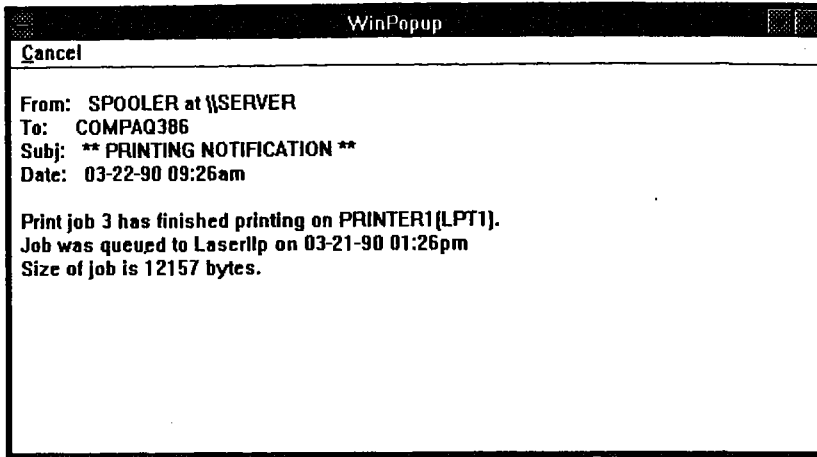 WinPopup
Cancel
From: SPOOLER at \\SERVER
To: COMPAQ386
Subj: ** PRINTING NOTIFICATION **
Date: 03-22-90 09:26am
Print job 3 has finished printing on PRINTER1(LPT1).
Job was queued to LaserIIp on 03-21-90 01:26pm
Size of job is 12157 bytes.